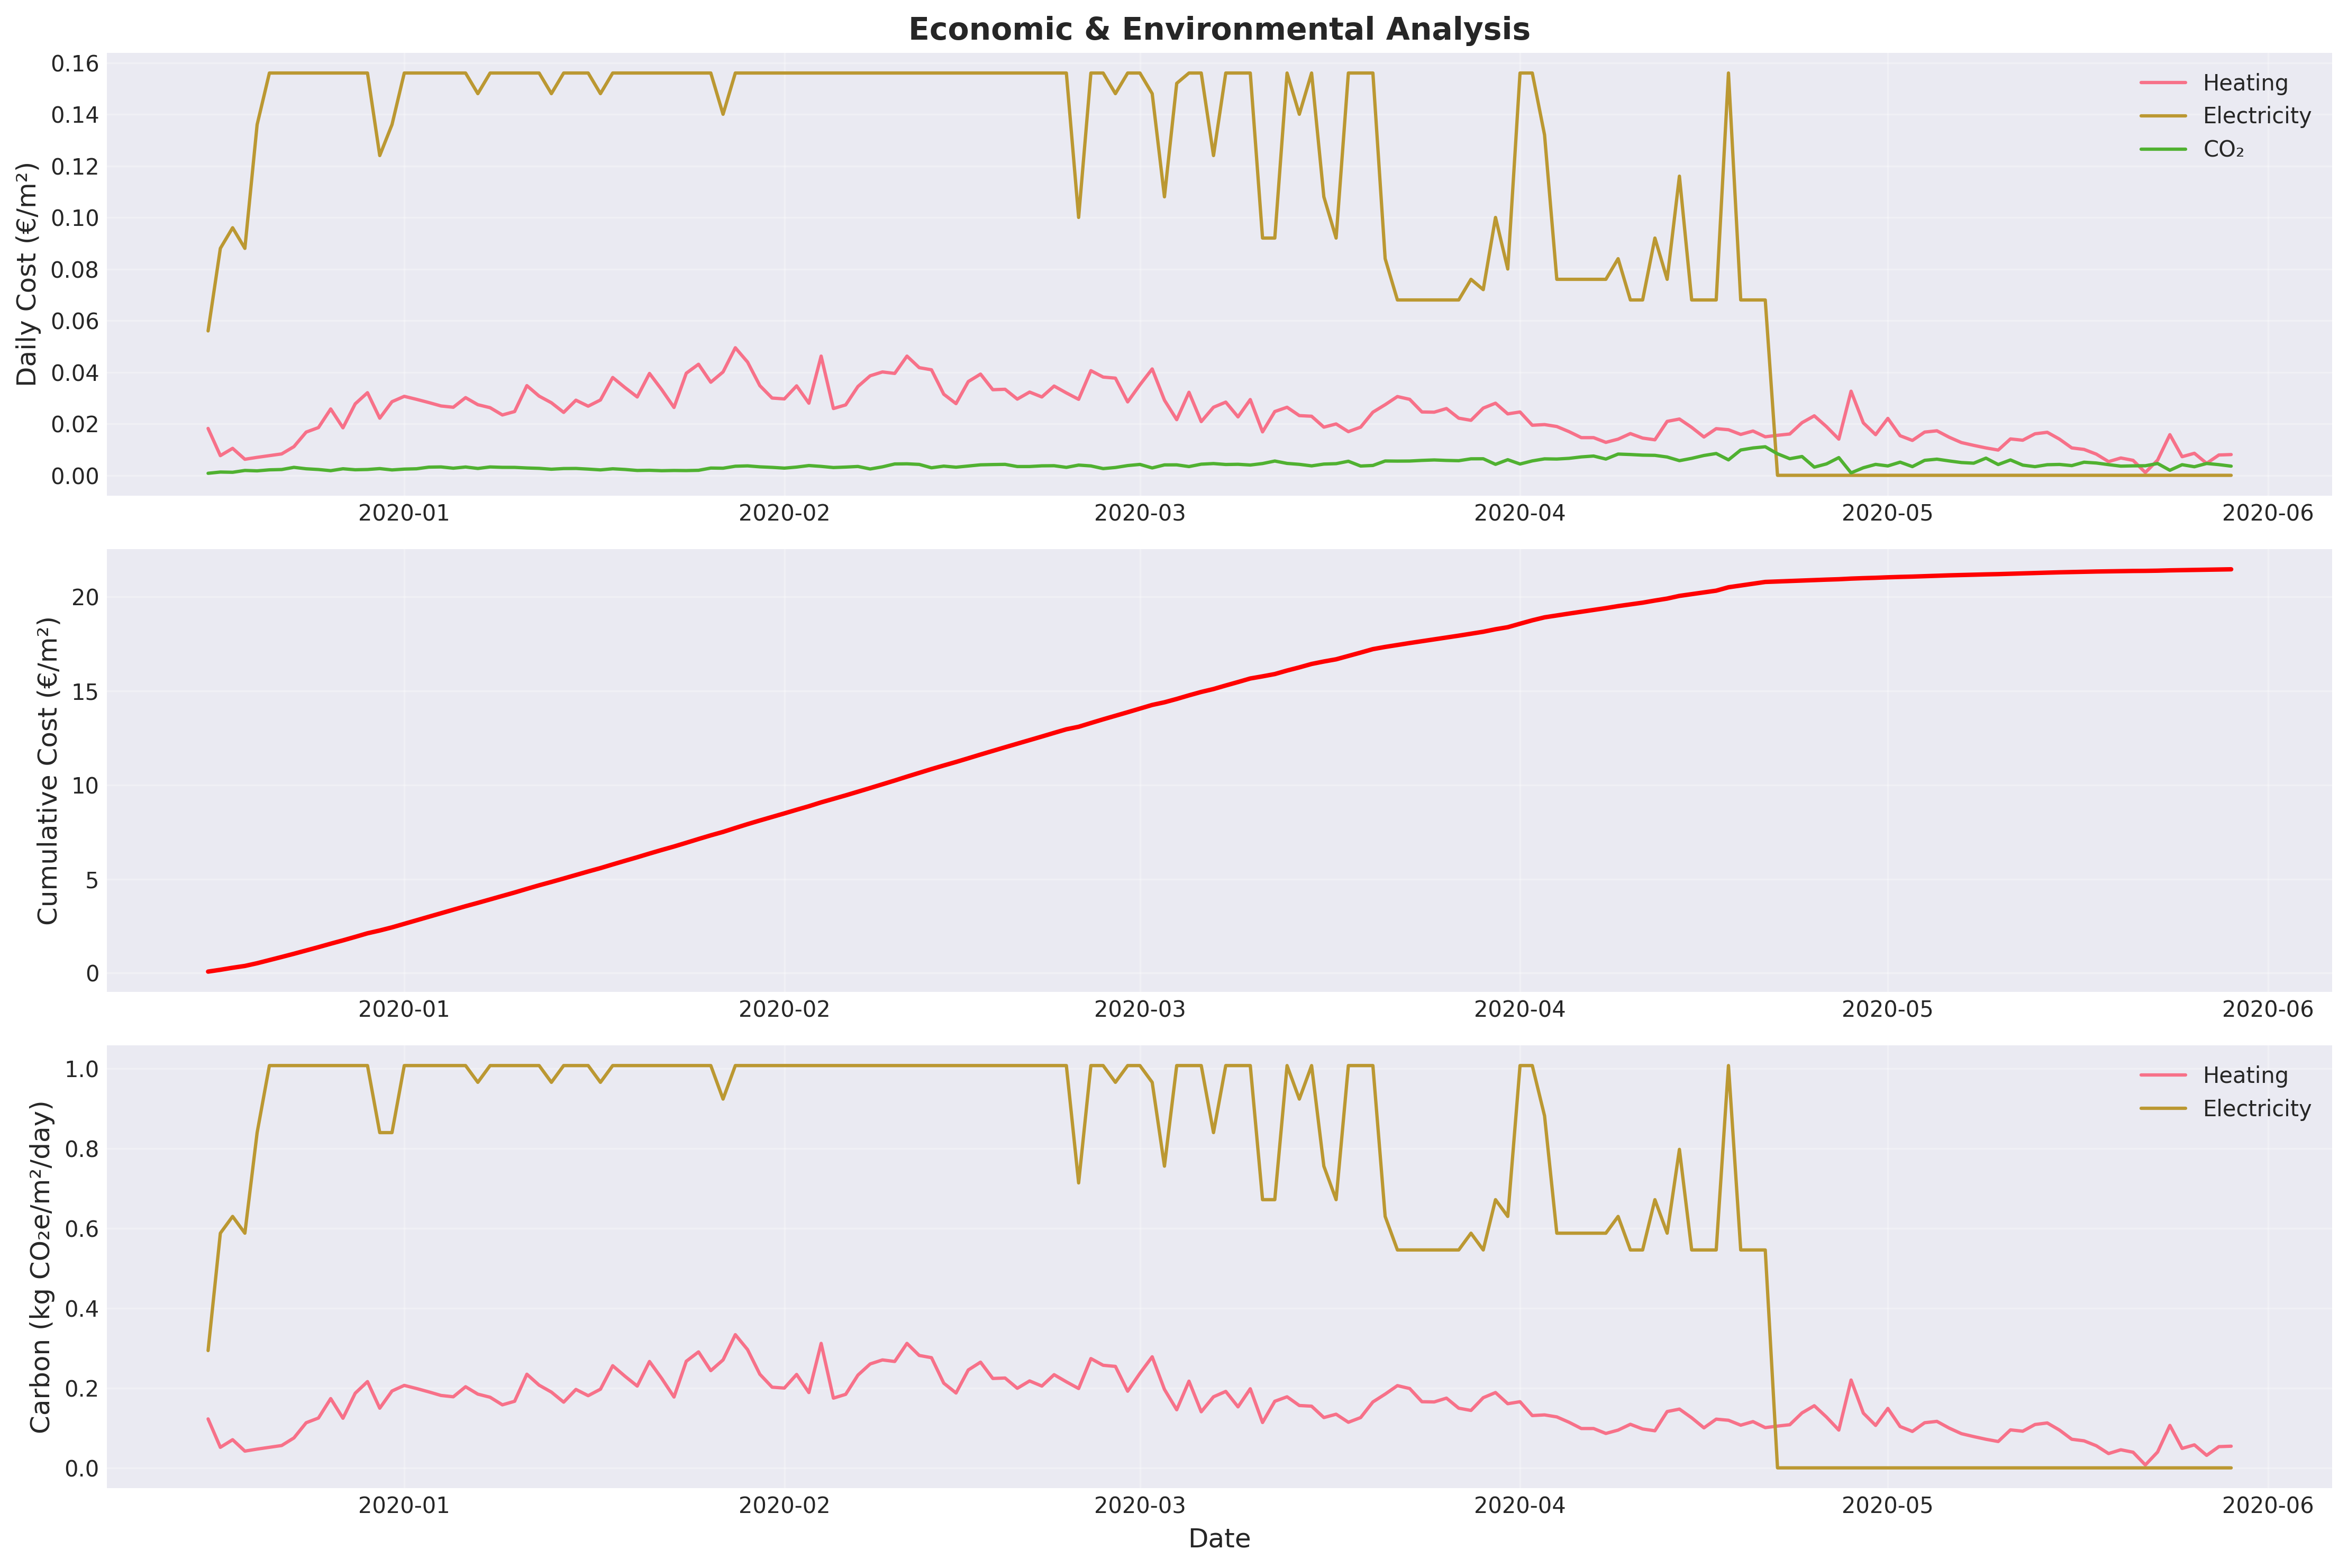 Economic & Environmental Analysis
Daily Cost (€/m²)
0.16
0.14
0.12
0.10
0.08
0.06
0.04
0.02
0.00
Heating
Electricity
CO₂
2020-01 2020-02 2020-03 2020-04 2020-05 2020-06
Cumulative Cost (€/m²)
20
15
10
5
0
2020-01 2020-02 2020-03 2020-04 2020-05 2020-06
Carbon (kg CO₂e/m²/day)
1.0
0.8
0.6
0.4
0.2
0.0
Heating
Electricity
2020-01 2020-02 2020-03 2020-04 2020-05 2020-06
Date